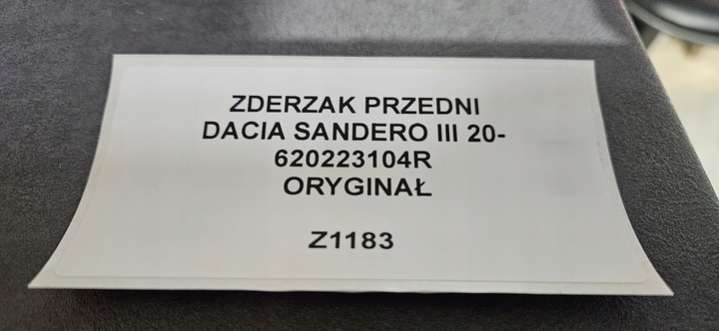 ZDERZAK PRZEDNI
DACIA SANDERO III 20-
620223104R
ORYGINAŁ
Z1183